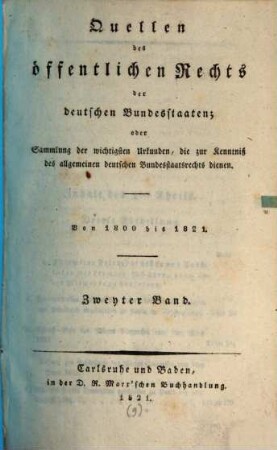 Quellen
des
öffentlichen Rechts
der
deutschen Bundesstaaten;
oder
Sammlung der wichtigsten Urkunden, die zur Kenntniß
des allgemeinen deutschen Bundesstaatsrechts dienen.
Von 1800 bis 1821.
Zweyter Band.
Carlsruhe und Baden,
in der D. R. Marx'schen Buchhandlung.
1821.
(9)